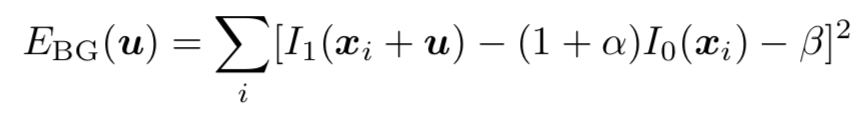 E_BG(u) = ∑_i [I_1(x_i + u) − (1 + α)I_0(x_i) − β]^2